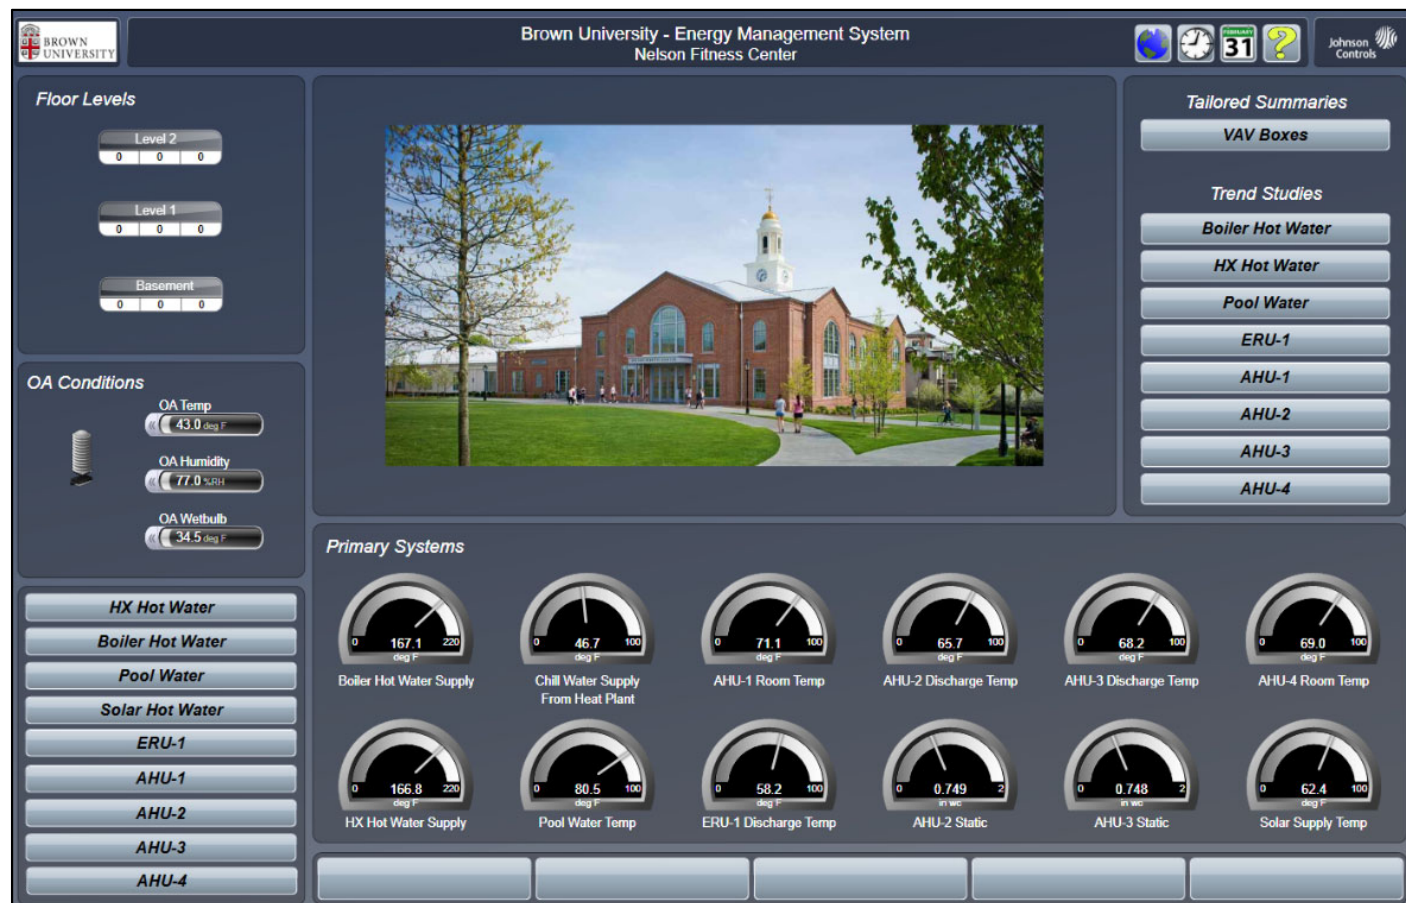 BROWN
UNIVERSITY
Brown University - Energy Management System
Nelson Fitness Center
FEBRUARY
31
?
Johnson
Controls
Floor Levels
Level 2
0 0 0
Level 1
0 0 0
Basement
0 0 0
OA Conditions
OA Temp
43.0 deg F
OA Humidity
77.0 %RH
OA Wetbulb
34.5 deg F
HX Hot Water
Boiler Hot Water
Pool Water
Solar Hot Water
ERU-1
AHU-1
AHU-2
AHU-3
AHU-4
Tailored Summaries
VAV Boxes
Trend Studies
Boiler Hot Water
HX Hot Water
Pool Water
ERU-1
AHU-1
AHU-2
AHU-3
AHU-4
Primary Systems
0 167.1 220
deg F
Boiler Hot Water Supply
0 46.7 100
deg F
Chill Water Supply
From Heat Plant
0 71.1 100
deg F
AHU-1 Room Temp
0 65.7 100
deg F
AHU-2 Discharge Temp
0 68.2 100
deg F
AHU-3 Discharge Temp
0 69.0 100
deg F
AHU-4 Room Temp
0 166.8 220
deg F
HX Hot Water Supply
0 80.5 100
deg F
Pool Water Temp
0 58.2 100
deg F
ERU-1 Discharge Temp
0 0.749 2
in wc
AHU-2 Static
0 0.748 2
in wc
AHU-3 Static
0 62.4 100
deg F
Solar Supply Temp